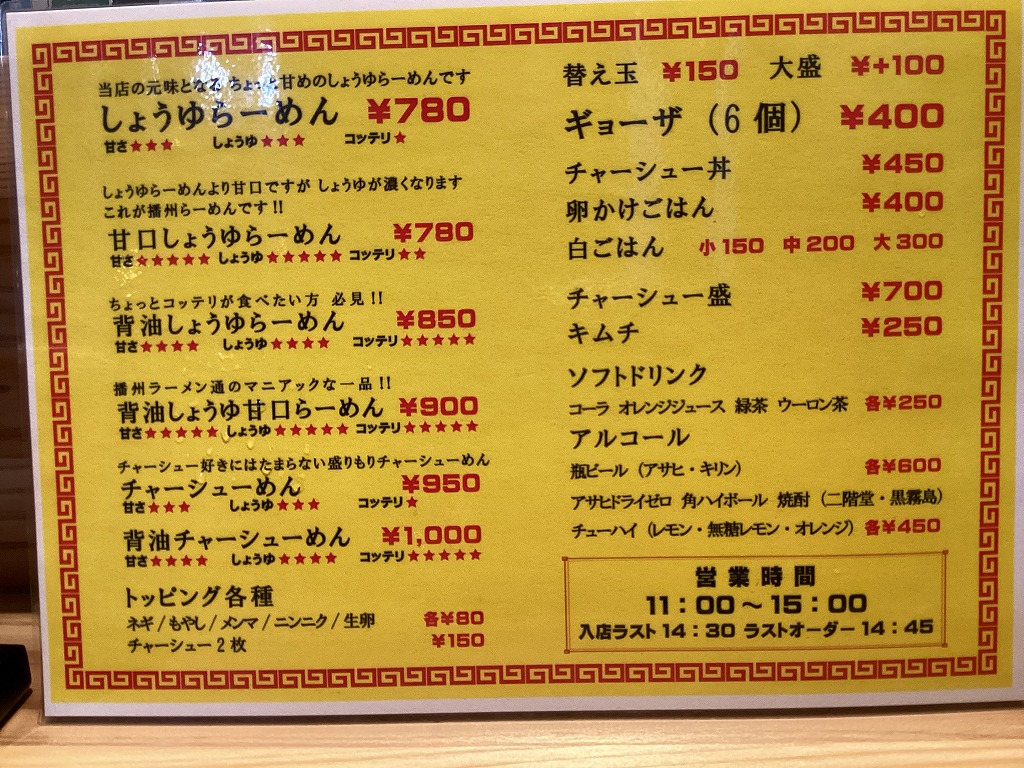 当店の元味となる ちょっと甘めのしょうゆらーめんです
しょうゆらーめん ¥780
甘さ★★★ しょうゆ★★★ コッテリ★
しょうゆらーめんより甘口ですが しょうゆが濃くなります
これが播州らーめんです!!
甘口しょうゆらーめん ¥780
甘さ★★★★★ しょうゆ★★★★★ コッテリ★★
ちょっとコッテリが食べたい方 必見!!
背油しょうゆらーめん ¥850
甘さ★★★★ しょうゆ★★★★ コッテリ★★★★★
播州ラーメン通のマニアックな一品!!
背油しょうゆ甘口らーめん ¥900
甘さ★★★★★ しょうゆ★★★★★ コッテリ★★★★★
チャーシュー好きにはたまらない盛りもりチャーシューめん
チャーシューめん ¥950
甘さ★★★ しょうゆ★★★ コッテリ★
背油チャーシューめん ¥1,000
甘さ★★★★ しょうゆ★★★★ コッテリ★★★★★
トッピング各種
ネギ/もやし/メンマ/ニンニク/生卵 各¥80
チャーシュー2枚 ¥150
替え玉 ¥150 大盛 ¥+100
ギョーザ(6個) ¥400
チャーシュー丼 ¥450
卵かけごはん ¥400
白ごはん 小150 中200 大300
チャーシュー盛 ¥700
キムチ ¥250
ソフトドリンク
コーラ オレンジジュース 緑茶 ウーロン茶 各¥250
アルコール
瓶ビール(アサヒ・キリン) 各¥600
アサヒドライゼロ 角ハイボール 焼酎(二階堂・黒霧島)
チューハイ(レモン・無糖レモン・オレンジ) 各¥450
営業時間
11:00~15:00
入店ラスト14:30 ラストオーダー14:45